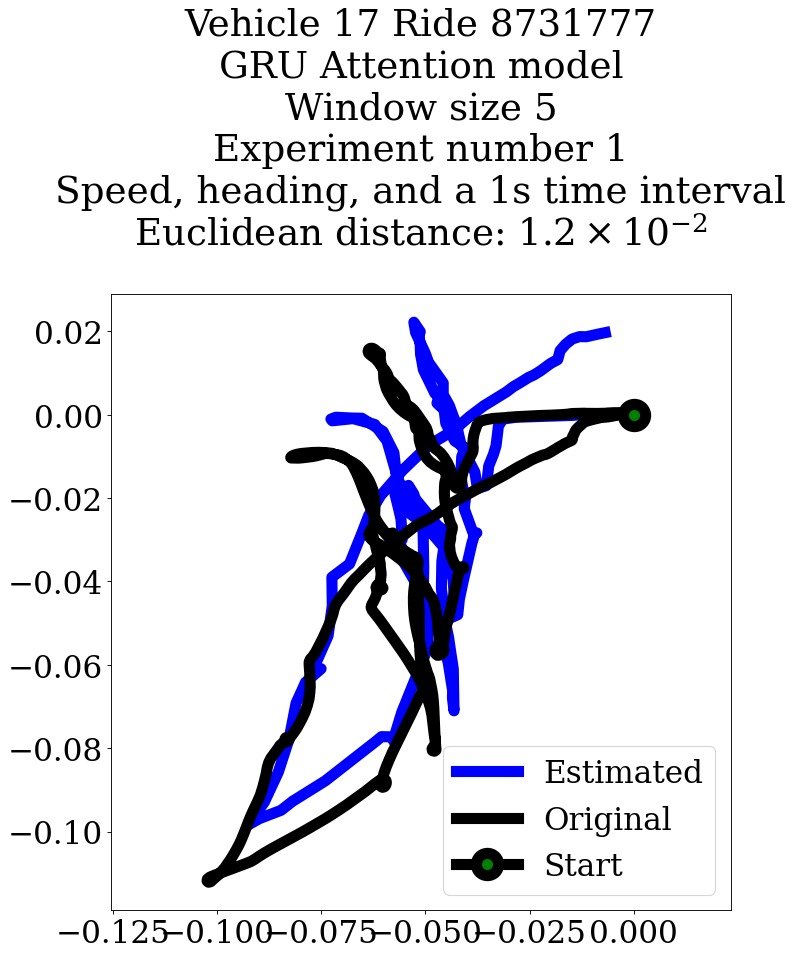 Vehicle 17 Ride 8731777
GRU Attention model
Window size 5
Experiment number 1
Speed, heading, and a 1s time interval
Euclidean distance: 1.2 × 10⁻²
0.02
0.00
−0.02
−0.04
−0.06
−0.08
−0.10
Estimated
Original
Start
−0.125 −0.100 −0.075 −0.050 −0.025 0.000